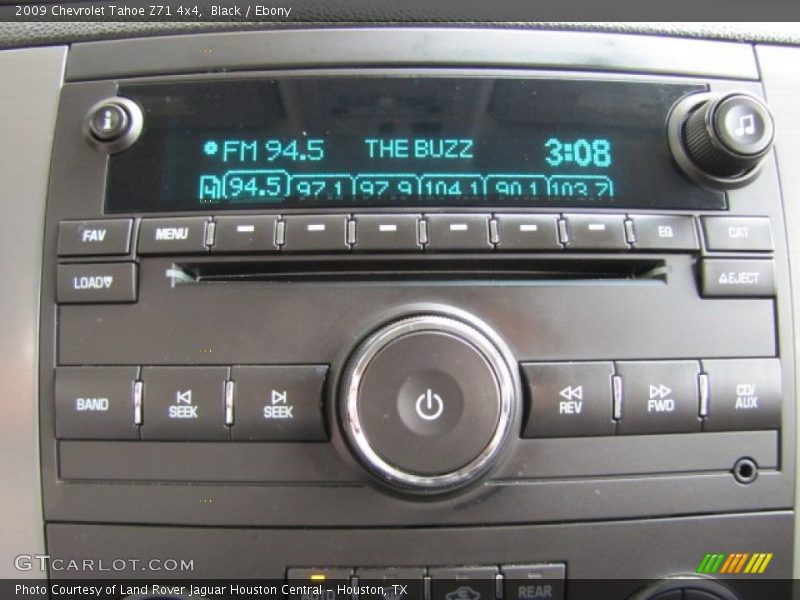 2009 Chevrolet Tahoe Z71 4x4, Black / Ebony
FM 94.5 THE BUZZ 3:08
94.5 97.1 97.9 104.1 90.1 103.7
FAV MENU EQ CAT
LOAD EJECT
BAND SEEK SEEK REV FWD CD/AUX
REAR
GTCARLOT.COM
Photo Courtesy of Land Rover Jaguar Houston Central - Houston, TX